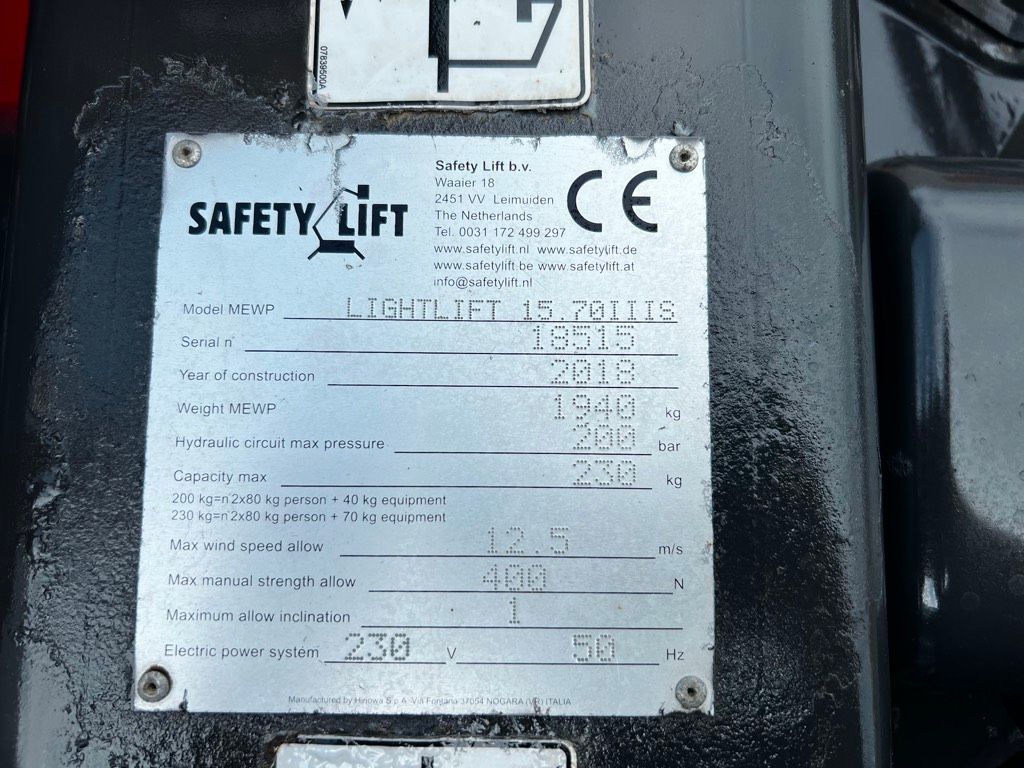 07839500A
Safety Lift b.v.
Waaier 18
2451 VV Leimuiden
The Netherlands
Tel. 0031 172 499 297
www.safetylift.nl www.safetylift.de
www.safetylift.be www.safetylift.at
info@safetylift.nl
SAFETY LIFT
CE
Model MEWP LIGHTLIFT 15.70IIIS
Serial n° 18515
Year of construction 2018
Weight MEWP 1940 kg
Hydraulic circuit max pressure 200 bar
Capacity max 230 kg
200 kg=n°2x80 kg person + 40 kg equipment
230 kg=n°2x80 kg person + 70 kg equipment
Max wind speed allow 12.5 m/s
Max manual strength allow 400 N
Maximum allow inclination 1
Electric power system 230 V 50 Hz
Manufactured by Hinowa S.p.A. Via Fontana 37054 NOGARA (VR) ITALIA